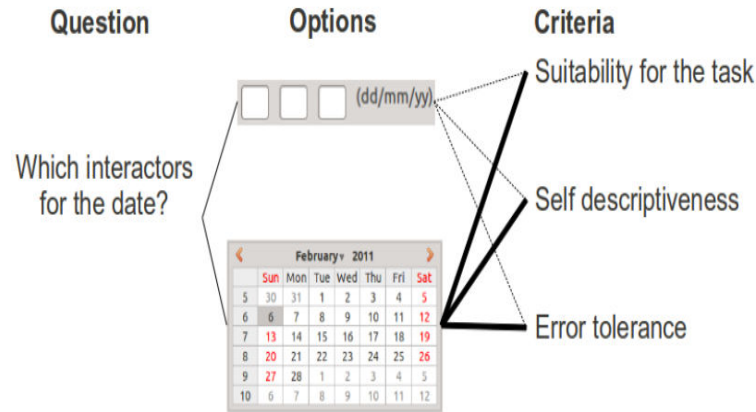 Question Options Criteria
Suitability for the task
(dd/mm/yy)
Which interactors
for the date?
Self descriptiveness
February▾ 2011
Sun Mon Tue Wed Thu Fri Sat
5 30 31 1 2 3 4 5
6 6 7 8 9 10 11 12
7 13 14 15 16 17 18 19
8 20 21 22 23 24 25 26
9 27 28 1 2 3 4 5
10 6 7 8 9 10 11 12
Error tolerance